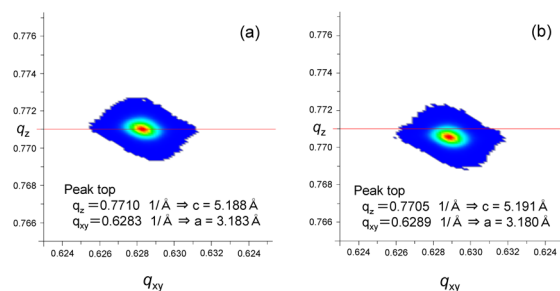 (a)
0.776
0.774
0.772
qz
0.770
0.768
0.766
Peak top
qz＝0.7710 1/Å ⇒ c = 5.188 Å
qxy＝0.6283 1/Å ⇒ a = 3.183 Å
0.624 0.626 0.628 0.630 0.632 0.624
qxy
(b)
0.776
0.774
0.772
qz
0.770
0.768
0.766
Peak top
qz＝0.7705 1/Å ⇒ c = 5.191 Å
qxy＝0.6289 1/Å ⇒ a = 3.180 Å
0.624 0.626 0.628 0.630 0.632 0.624
qxy